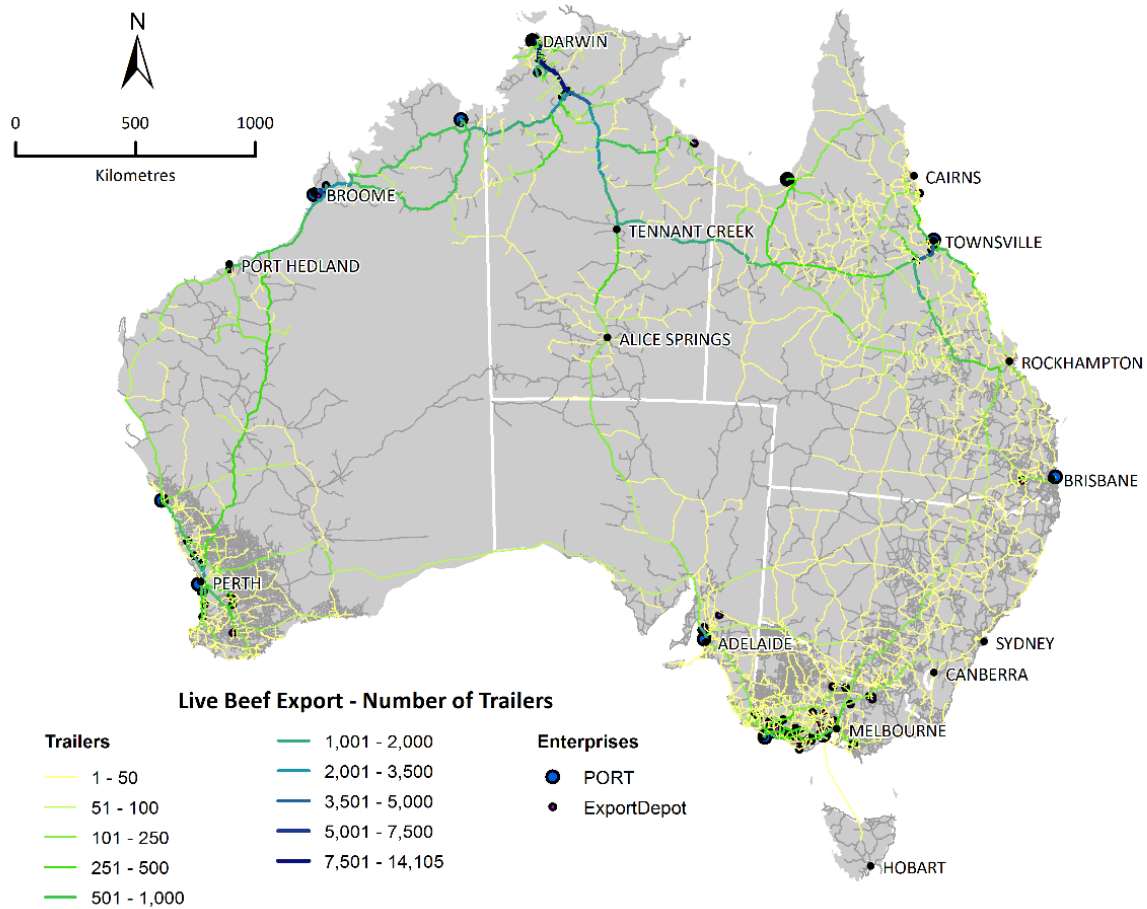 N
DARWIN
0 500 1000
Kilometres
BROOME
CAIRNS
TENNANT CREEK
TOWNSVILLE
PORT HEDLAND
ALICE SPRINGS
ROCKHAMPTON
BRISBANE
PERTH
ADELAIDE
SYDNEY
CANBERRA
MELBOURNE
HOBART
Live Beef Export - Number of Trailers
Trailers
1 - 50
51 - 100
101 - 250
251 - 500
501 - 1,000
1,001 - 2,000
2,001 - 3,500
3,501 - 5,000
5,001 - 7,500
7,501 - 14,105
Enterprises
PORT
ExportDepot